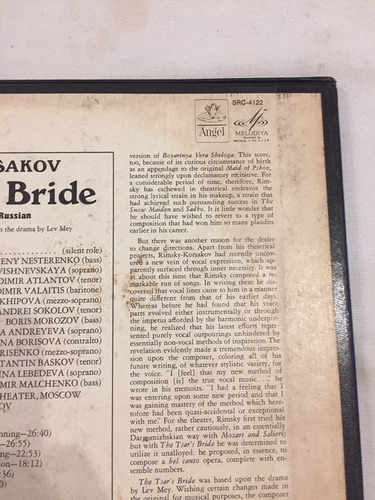 SRC-4122
Angel
MELODIYA
SAKOV
Bride
Russian
the drama by Lev Mey
(silent role)
ENY NESTERENKO (bass)
VISHNEVSKAYA (soprano)
DIMIR ATLANTOV (tenor)
DIMIR VALAITIS (bass)
KHIPOVA (mezzo-soprano)
ANDREI SOKOLOV (tenor)
BORIS MOROZOV (bass)
A ANDREYEVA (soprano)
NA BORISOVA (contralto)
RISENKO (mezzo-soprano)
TANTIN BASKOV (tenor)
INA LEBEDEVA (soprano)
IMIR MALCHENKO (bass)
HEATER, MOSCOW
OV
nning—26:40)
—26:55)
—22:53)
ion—18:12)
:36)
0)
version of Boyarinya Vera Sheloga. This score,
too, because of its curious circumstance of birth
as an appendage to the original Maid of Pskov,
leaned strongly upon declamatory recitative. For
a considerable period of time, therefore, Rim-
sky has eschewed in theatrical endeavor the
strong lyrical strain in his makeup, a strain that
had achieved such outstanding success in The
Snow Maiden and Sadko. It is little wonder that
he should have wished to revert to a type of
composition that had won him so many plaudits
earlier in his career.
But there was another reason for the desire
to change directions. Apart from his theatrical
projects, Rimsky-Korsakov had recently uncov-
ered a new vein of vocal expression, which ap-
parently surfaced through inner necessity. It was
at about this time Rimsky composed a re-
markable run of songs. In writing them he dis-
covered that vocal lines came to him in a manner
quite different from that of his earlier days.
Whereas before he had found that his voice
parts evolved either instrumentally or through
the impetus afforded by the harmonic underpin-
ning, he realized that his latest efforts repre-
sented purely vocal outpourings unhindered by
essentially non-vocal methods of inspiration. The
revelation evidently made a tremendous impres-
sion upon the composer, coloring all of his
future writing, of whatever stylistic variety, for
the voice. "I [feel] that my new method of
composition [is] the true vocal music... ." he
wrote in his memoirs. "I had a feeling that I
was entering upon some new period and that I
was gaining mastery of the method which here-
tofore had been quasi-accidental or exceptional
with me." For the theater, Rimsky first tried his
new method, rather cautiously, in an essentially
Dargomizhskian way with Mozart and Salieri;
but with The Tsar's Bride he was determined to
utilize it unalloyed: he proposed, in essence, to
compose a bel canto opera, complete with en-
semble numbers.
The Tsar's Bride was based upon the drama
by Lev Mey. Wishing certain changes made in
the original for musical purposes, the composer